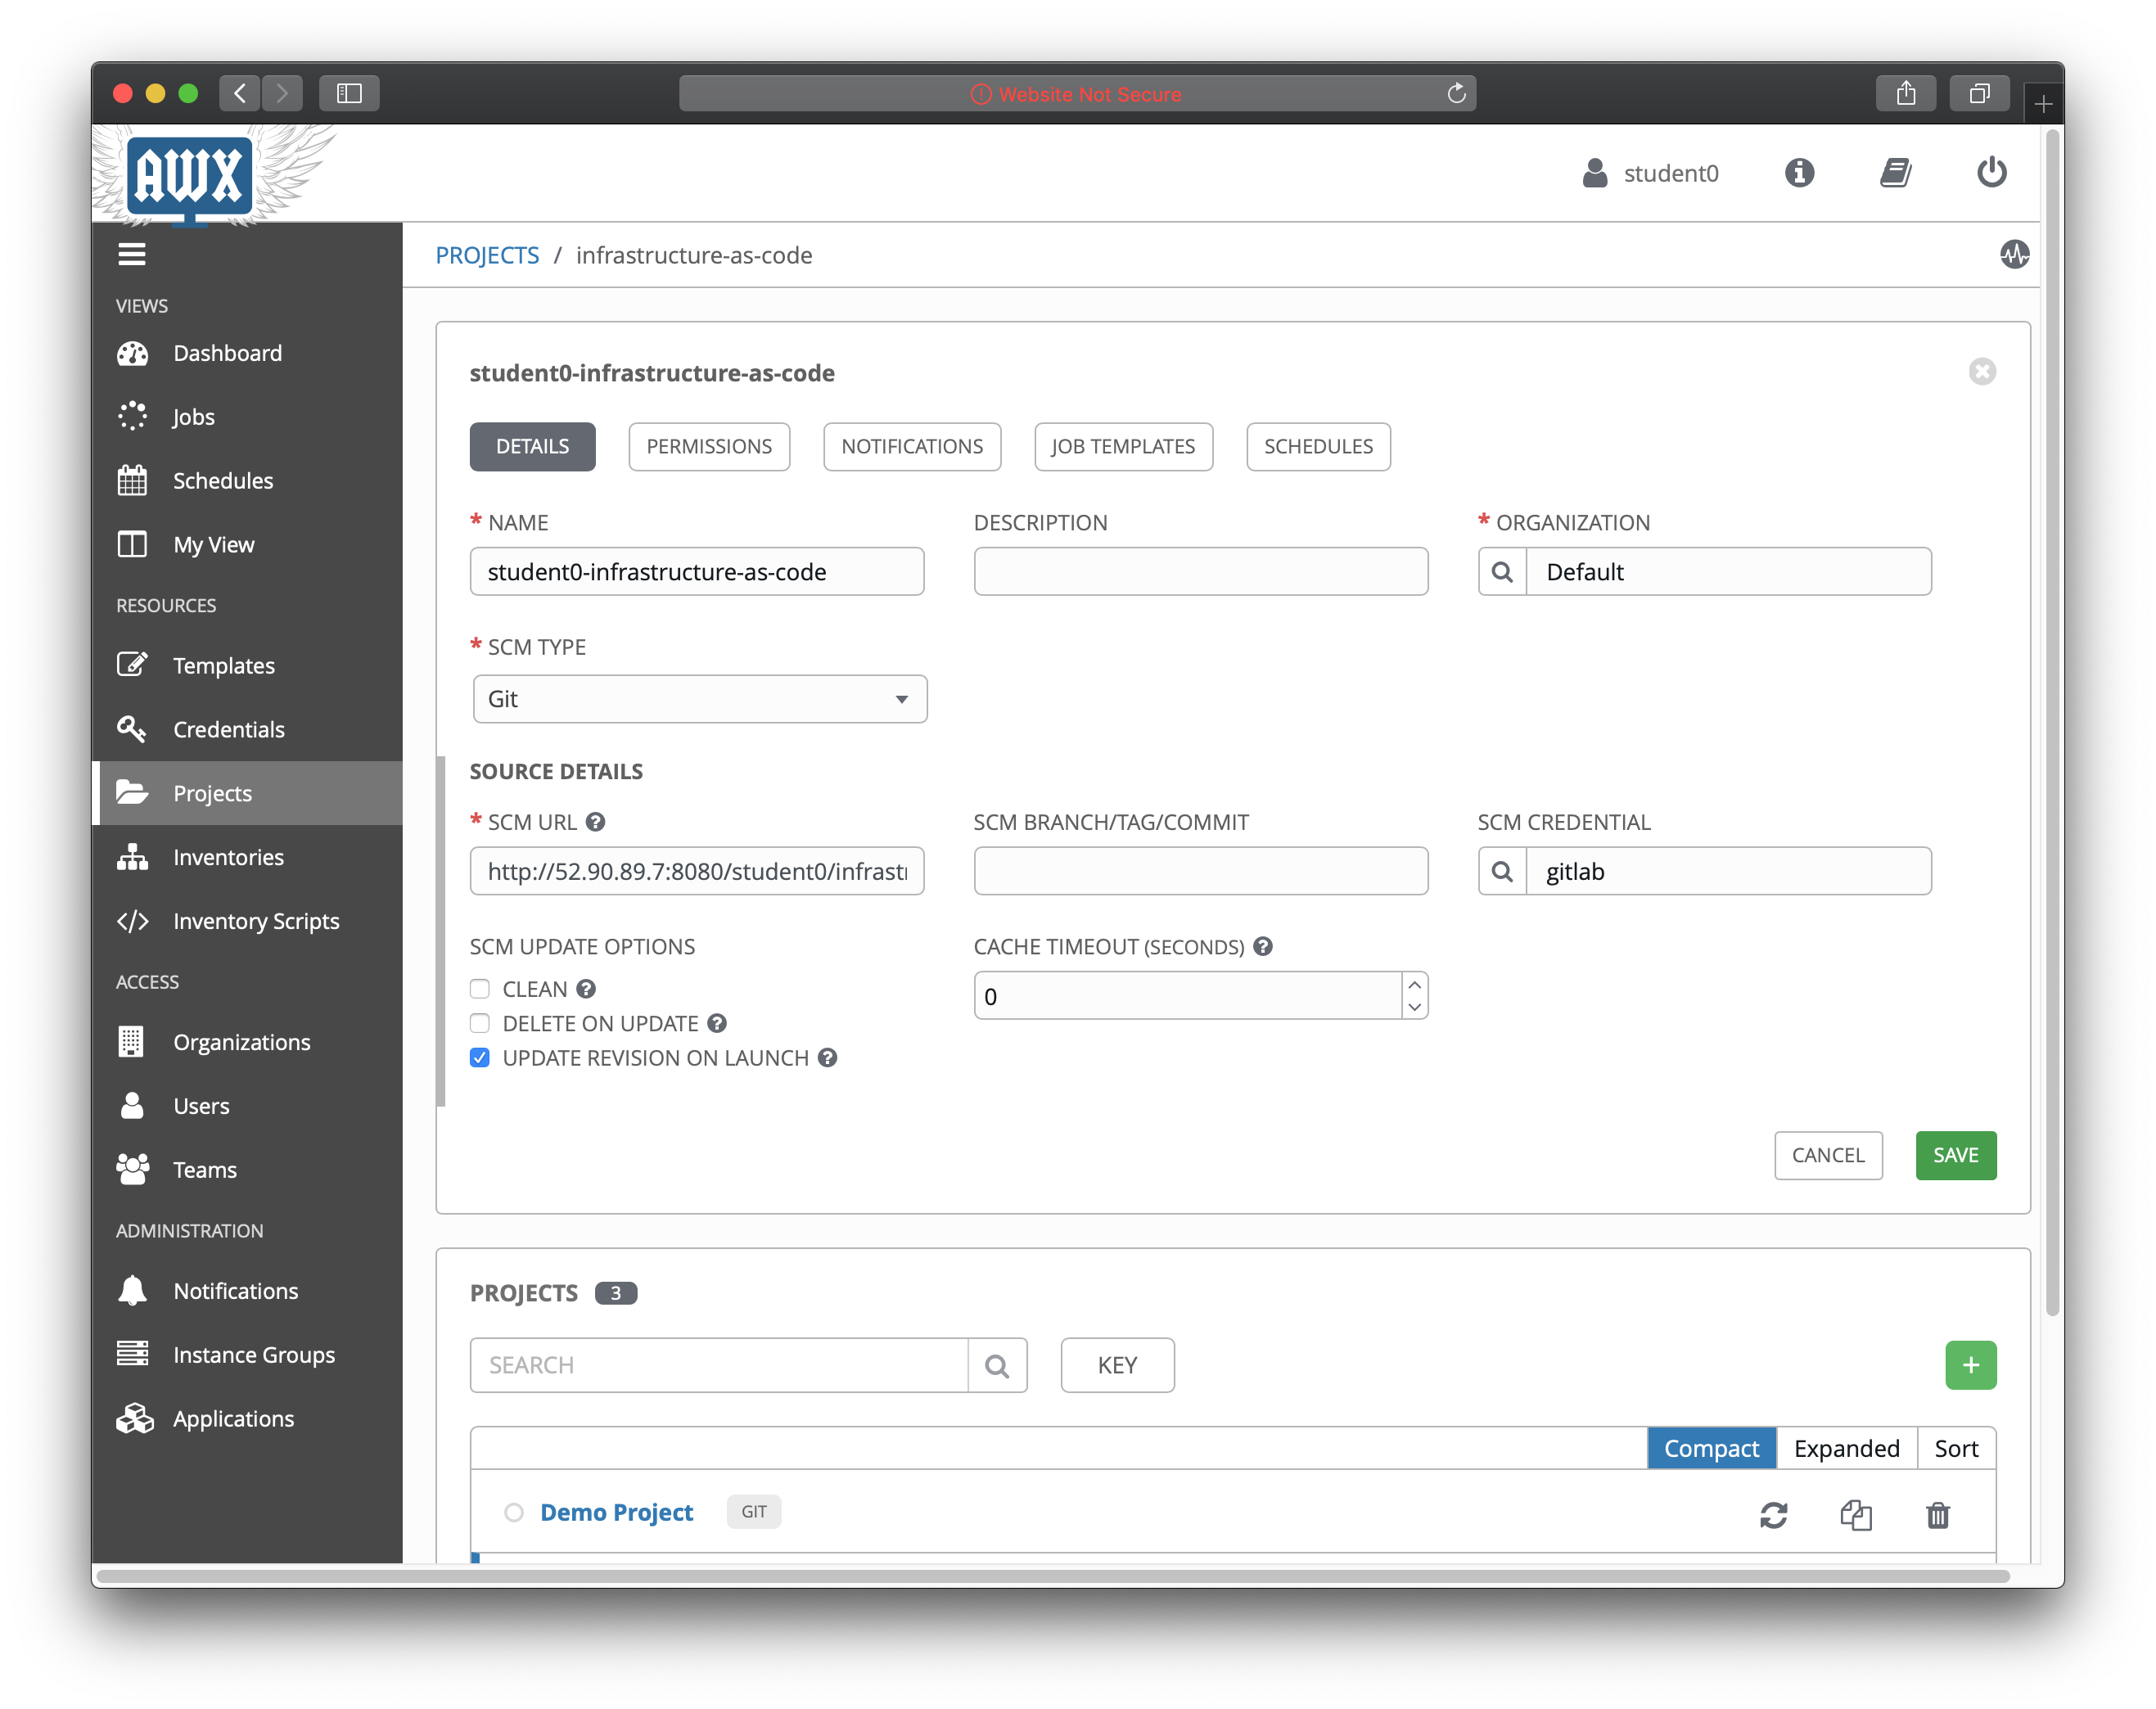 Website Not Secure
AWX
student0
PROJECTS / infrastructure-as-code
VIEWS
Dashboard
Jobs
Schedules
My View
RESOURCES
Templates
Credentials
Projects
Inventories
Inventory Scripts
ACCESS
Organizations
Users
Teams
ADMINISTRATION
Notifications
Instance Groups
Applications
student0-infrastructure-as-code
DETAILS PERMISSIONS NOTIFICATIONS JOB TEMPLATES SCHEDULES
* NAME DESCRIPTION * ORGANIZATION
student0-infrastructure-as-code Default
* SCM TYPE
Git
SOURCE DETAILS
* SCM URL SCM BRANCH/TAG/COMMIT SCM CREDENTIAL
http://52.90.89.7:8080/student0/infrast gitlab
SCM UPDATE OPTIONS CACHE TIMEOUT (SECONDS)
CLEAN 0
DELETE ON UPDATE
UPDATE REVISION ON LAUNCH
CANCEL SAVE
PROJECTS 3
SEARCH KEY +
Compact Expanded Sort
Demo Project GIT